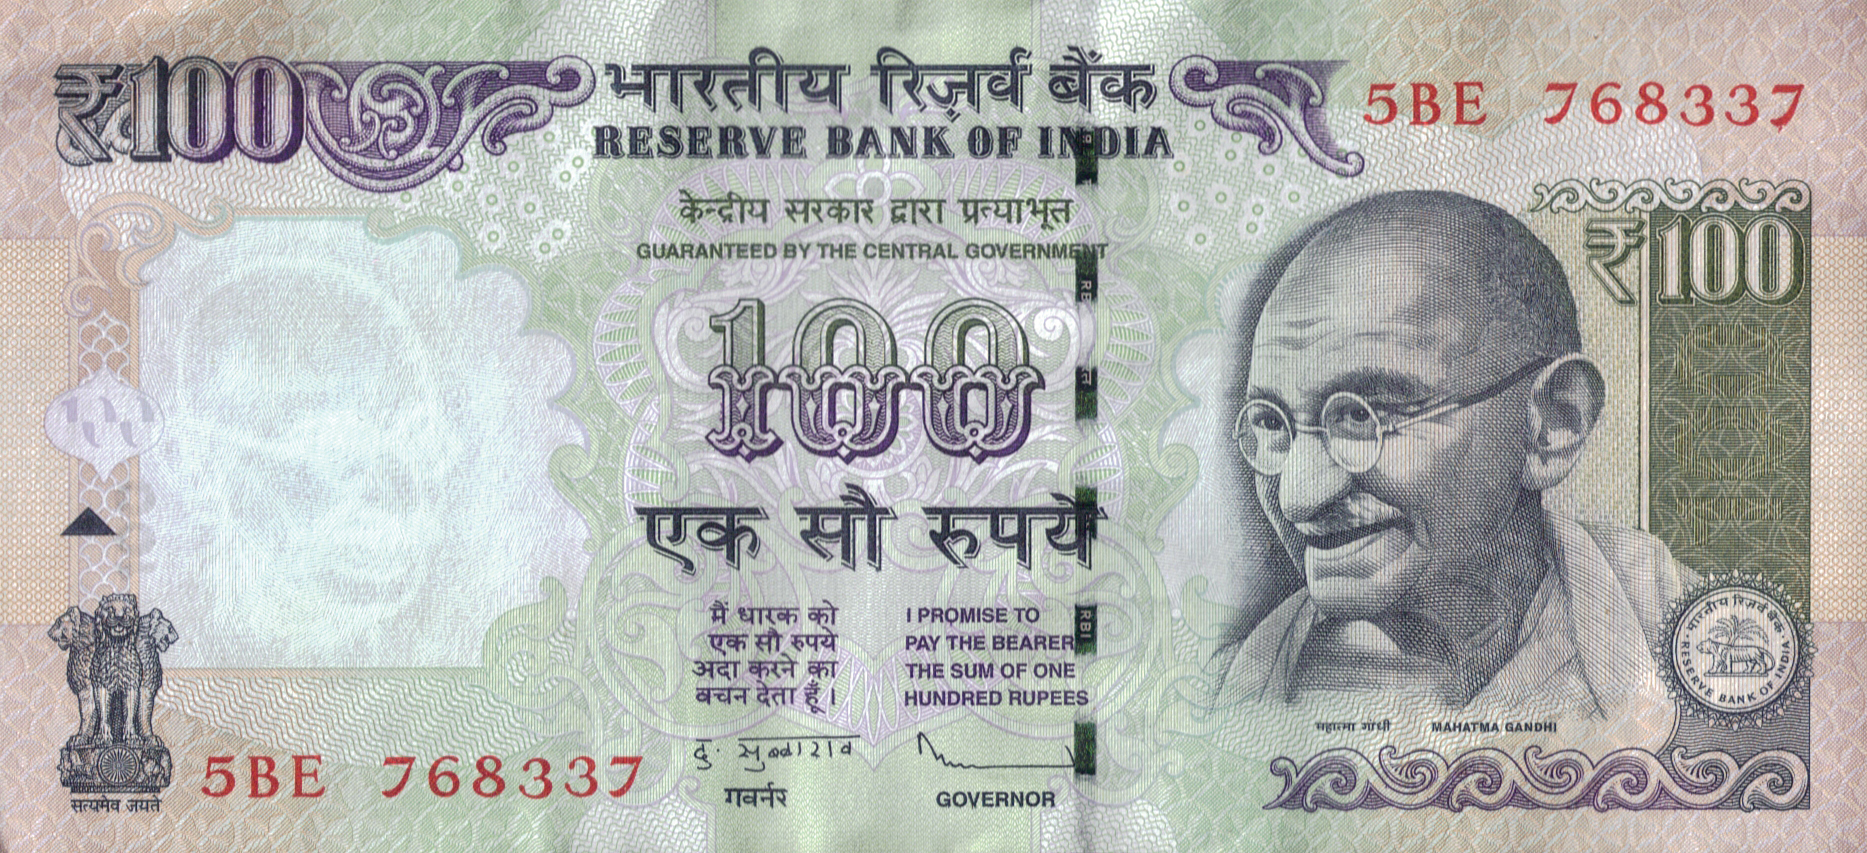 ₹100
भारतीय रिज़र्व बैंक
RESERVE BANK OF INDIA
5BE 768337
केन्द्रीय सरकार द्वारा प्रत्याभूत
GUARANTEED BY THE CENTRAL GOVERNMENT
₹100
100
एक सौ रुपये
मैं धारक को
एक सौ रुपये
अदा करने का
वचन देता हूँ ।
I PROMISE TO
PAY THE BEARER
THE SUM OF ONE
HUNDRED RUPEES
RBI
भारतीय रिज़र्व बैंक
RESERVE BANK OF INDIA
महात्मा गांधी MAHATMA GANDHI
दु. सुब्बाराव
गवर्नर
GOVERNOR
सत्यमेव जयते
5BE 768337